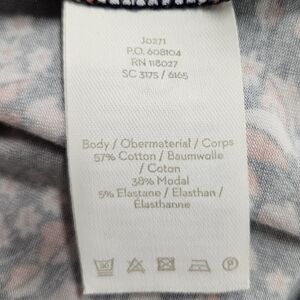 J0271
P.O. 608104
RN 118027
SC 3175 / 6165
Body / Obermaterial / Corps
57% Cotton / Baumwolle
/ Coton
38% Modal
5% Elastane / Elasthan /
Élasthanne